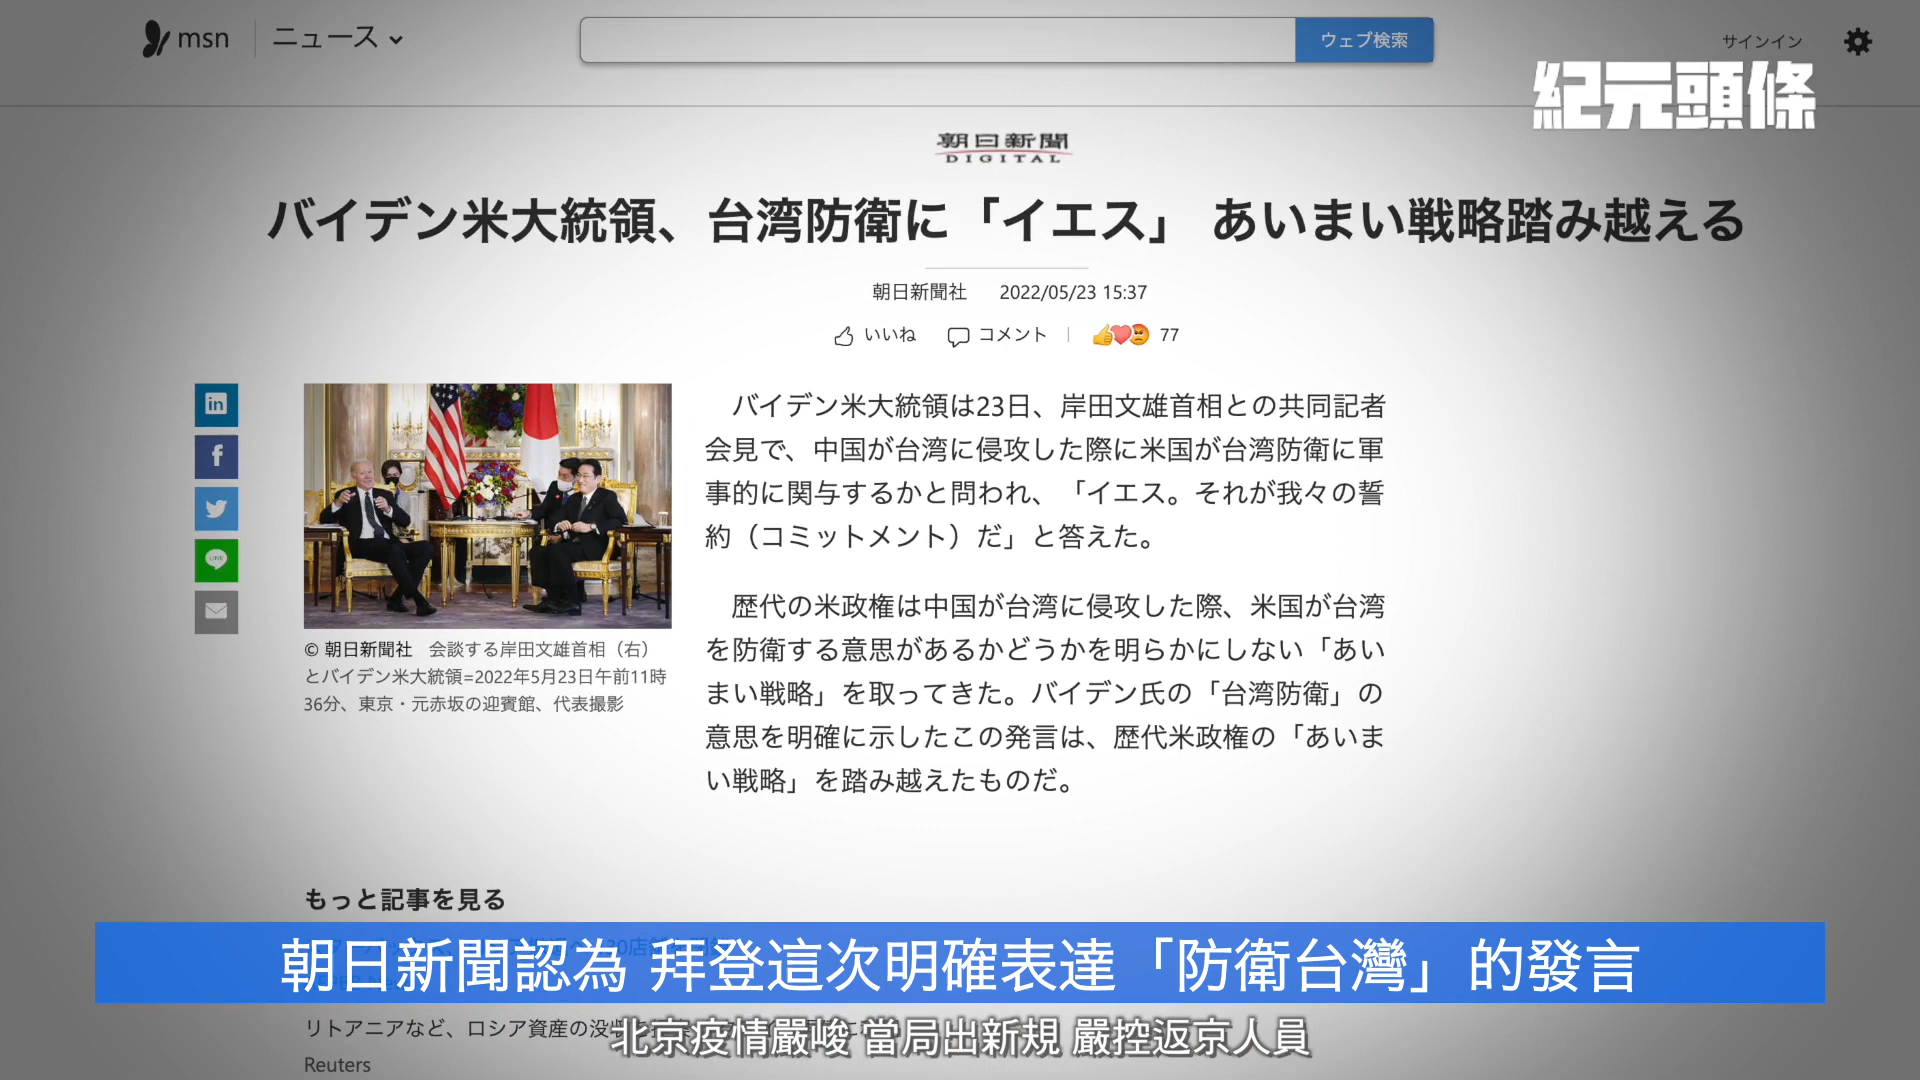 msn
ニュース
ウェブ検索
サインイン
紀元頭條
朝日新聞
DIGITAL
バイデン米大統領、台湾防衛に「イエス」 あいまい戦略踏み越える
朝日新聞社 2022/05/23 15:37
いいね コメント 77
in
f
LINE
バイデン米大統領は23日、岸田文雄首相との共同記者
会見で、中国が台湾に侵攻した際に米国が台湾防衛に軍
事的に関与するかと問われ、「イエス。それが我々の誓
約（コミットメント）だ」と答えた。
歴代の米政権は中国が台湾に侵攻した際、米国が台湾
を防衛する意思があるかどうかを明らかにしない「あい
まい戦略」を取ってきた。バイデン氏の「台湾防衛」の
意思を明確に示したこの発言は、歴代米政権の「あいま
い戦略」を踏み越えたものだ。
© 朝日新聞社 会談する岸田文雄首相（右）
とバイデン米大統領=2022年5月23日午前11時
36分、東京・元赤坂の迎賓館、代表撮影
もっと記事を見る
朝日新聞認為 拜登這次明確表達「防衛台灣」的發言
リトアニアなど、ロシア資産の没
北京疫情嚴峻 當局出新規 嚴控返京人員
Reuters